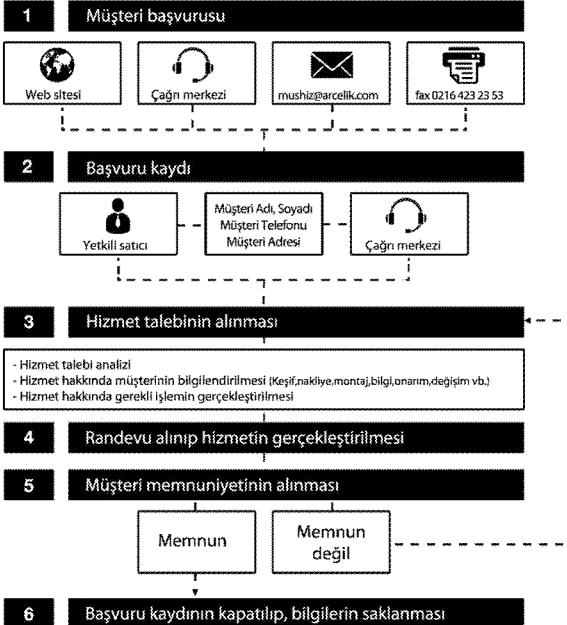 1 Müşteri başvurusu
Web sitesi
Çağrı merkezi
mushiz@arcelik.com
fax 0216 423 23 53
2 Başvuru kaydı
Yetkili satıcı
Müşteri Adı, Soyadı
Müşteri Telefonu
Müşteri Adresi
Çağrı merkezi
3 Hizmet talebinin alınması
- Hizmet talebi analizi
- Hizmet hakkında müşterinin bilgilendirilmesi (Keşif,nakliye,montaj,bilgi,onarım,değişim vb.)
- Hizmet hakkında gerekli işlemin gerçekleştirilmesi
4 Randevu alınıp hizmetin gerçekleştirilmesi
5 Müşteri memnuniyetinin alınması
Memnun
Memnun
değil
6 Başvuru kaydının kapatılıp, bilgilerin saklanması